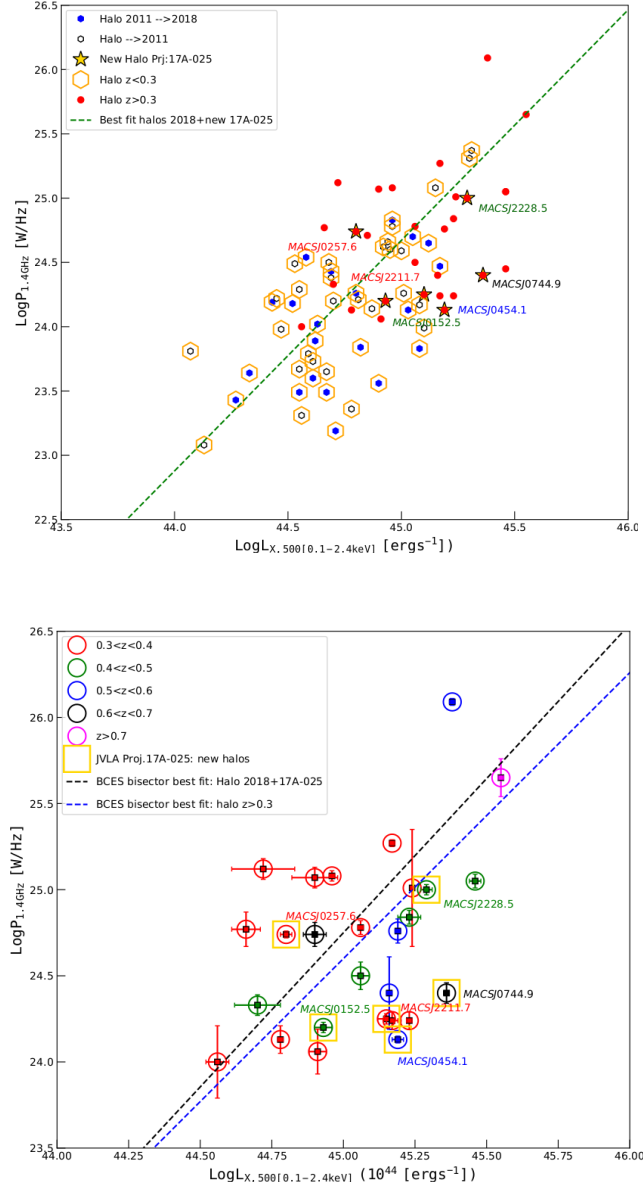 26.5
26.0
25.5
25.0
24.5
24.0
23.5
23.0
22.5
LogP1.4GHz [W/Hz]
Halo 2011 -->2018
Halo -->2011
New Halo Prj:17A-025
Halo z<0.3
Halo z>0.3
Best fit halos 2018+new 17A-025
MACSJ2228.5
MACSJ0257.6
MACSJ2211.7
MACSJ0744.9
MACSJ0454.1
MACSJ0152.5
43.5 44.0 44.5 45.0 45.5 46.0
LogLX,500[0.1−2.4keV] [ergs⁻¹])
26.5
26.0
25.5
25.0
24.5
24.0
23.5
LogP1.4GHz [W/Hz]
0.3<z<0.4
0.4<z<0.5
0.5<z<0.6
0.6<z<0.7
z>0.7
JVLA Proj.17A-025: new halos
BCES bisector best fit: Halo 2018+17A-025
BCES bisector best fit: halo z>0.3
MACSJ2228.5
MACSJ0257.6
MACSJ0744.9
MACSJ0152.5
MACSJ2211.7
MACSJ0454.1
44.00 44.25 44.50 44.75 45.00 45.25 45.50 45.75 46.00
LogLX,500[0.1−2.4keV] (10⁴⁴ [ergs⁻¹])